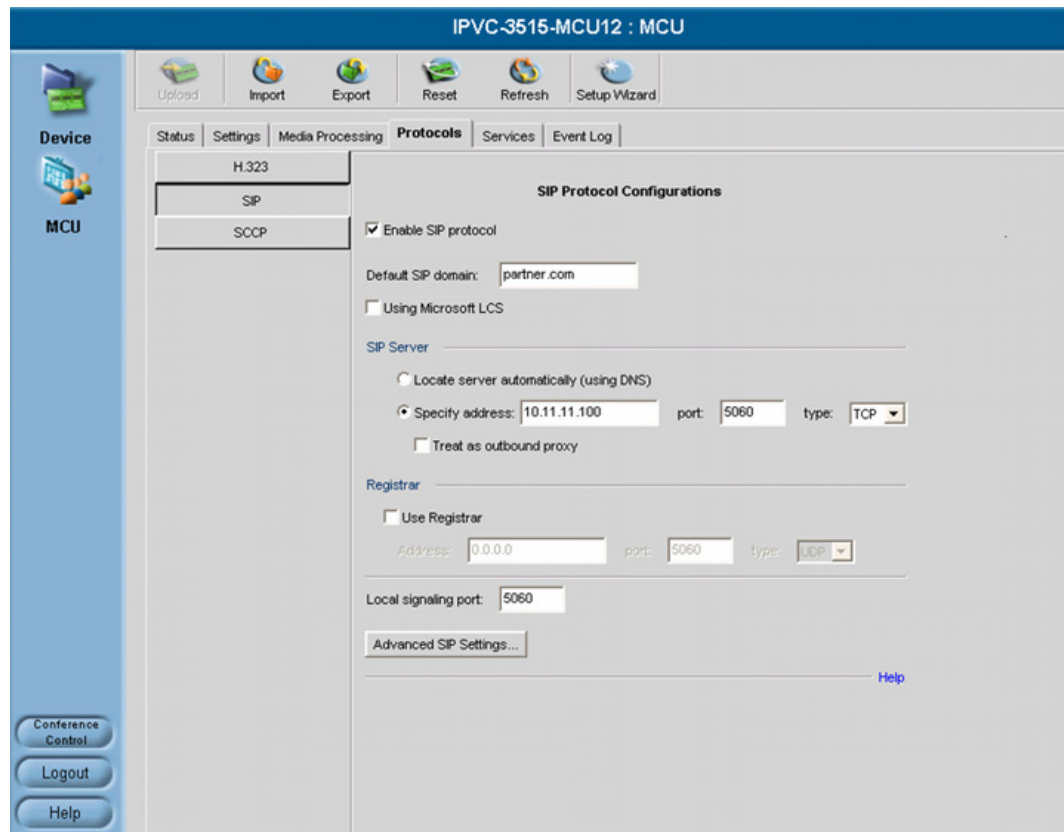 IPVC-3515-MCU12 : MCU
Upload Import Export Reset Refresh Setup Wizard
Device
MCU
Status Settings Media Processing Protocols Services Event Log
H.323
SIP
SCCP
SIP Protocol Configurations
Enable SIP protocol
Default SIP domain: partner.com
Using Microsoft LCS
SIP Server
Locate server automatically (using DNS)
Specify address: 10.11.11.100 port: 5060 type: TCP
Treat as outbound proxy
Registrar
Use Registrar
Address: 0.0.0.0 port: 5060 type: UDP
Local signaling port: 5060
Advanced SIP Settings...
Help
Conference
Control
Logout
Help